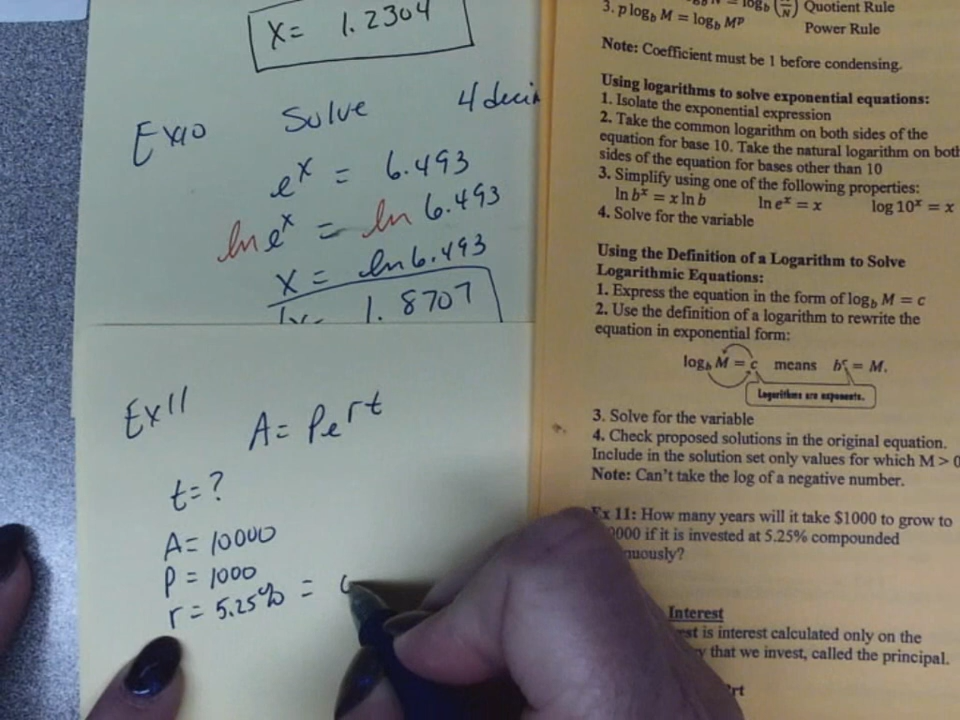 X = 1.2304
Ex10 Solve 4 deci
e^x = 6.493
ln e^x = ln 6.493
x = ln 6.493
1.8707
Ex 11
A = Pe^rt
t = ?
A = 10000
P = 1000
r = 5.25% =
Quotient Rule
3. p log_b M = log_b M^p
Power Rule
Note: Coefficient must be 1 before condensing.
Using logarithms to solve exponential equations:
1. Isolate the exponential expression
2. Take the common logarithm on both sides of the
equation for base 10. Take the natural logarithm on both
sides of the equation for bases other than 10
3. Simplify using one of the following properties:
ln b^x = x ln b ln e^x = x log 10^x = x
4. Solve for the variable
Using the Definition of a Logarithm to Solve
Logarithmic Equations:
1. Express the equation in the form of log_b M = c
2. Use the definition of a logarithm to rewrite the
equation in exponential form:
log_b M = c means b^c = M.
Logarithms are exponents.
3. Solve for the variable
4. Check proposed solutions in the original equation.
Include in the solution set only values for which M > 0
Note: Can't take the log of a negative number.
Ex 11: How many years will it take $1000 to grow to
if it is invested at 5.25% compounded
Interest
is interest calculated only on the
that we invest, called the principal.